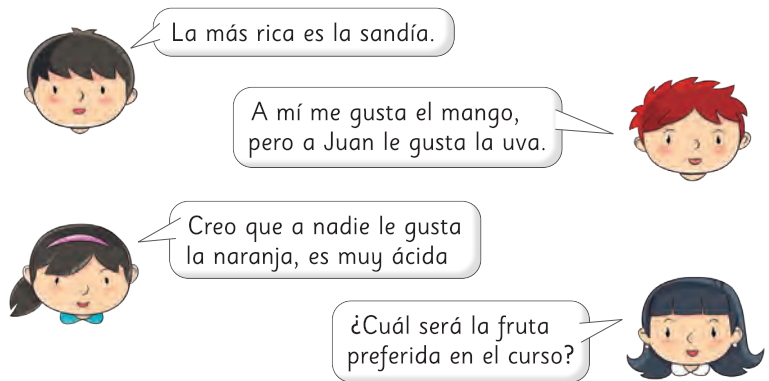 La más rica es la sandía.
A mí me gusta el mango,
pero a Juan le gusta la uva.
Creo que a nadie le gusta
la naranja, es muy ácida
¿Cuál será la fruta
preferida en el curso?